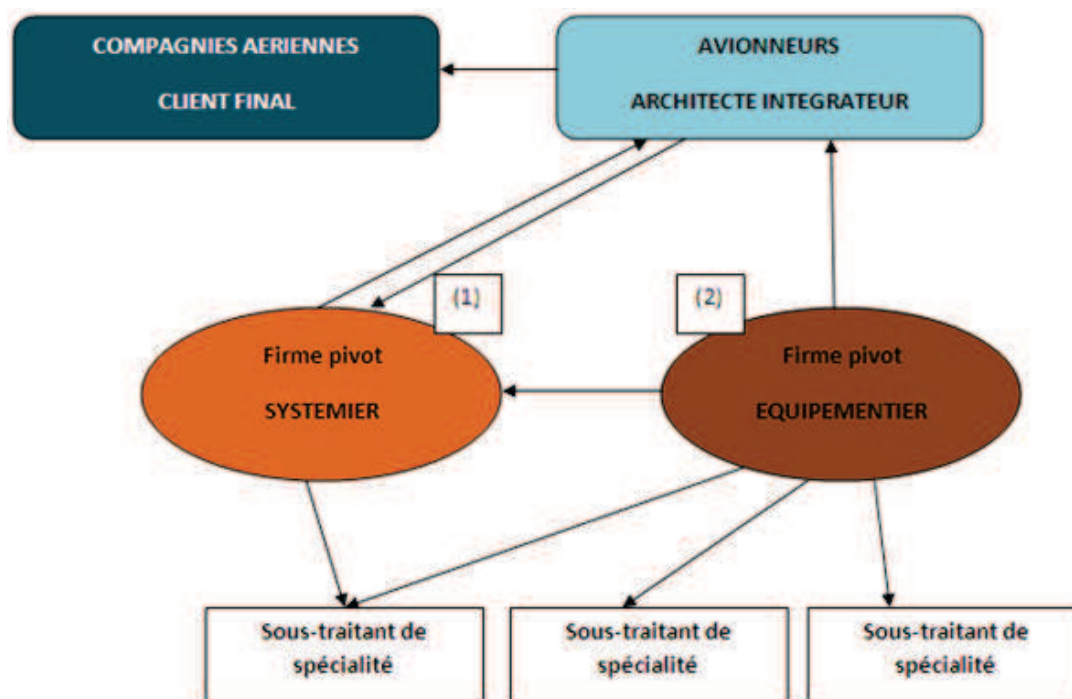 COMPAGNIES AERIENNES
CLIENT FINAL
AVIONNEURS
ARCHITECTE INTEGRATEUR
(1)
(2)
Firme pivot
SYSTEMIER
Firme pivot
EQUIPEMENTIER
Sous-traitant de
spécialité
Sous-traitant de
spécialité
Sous-traitant de
spécialité